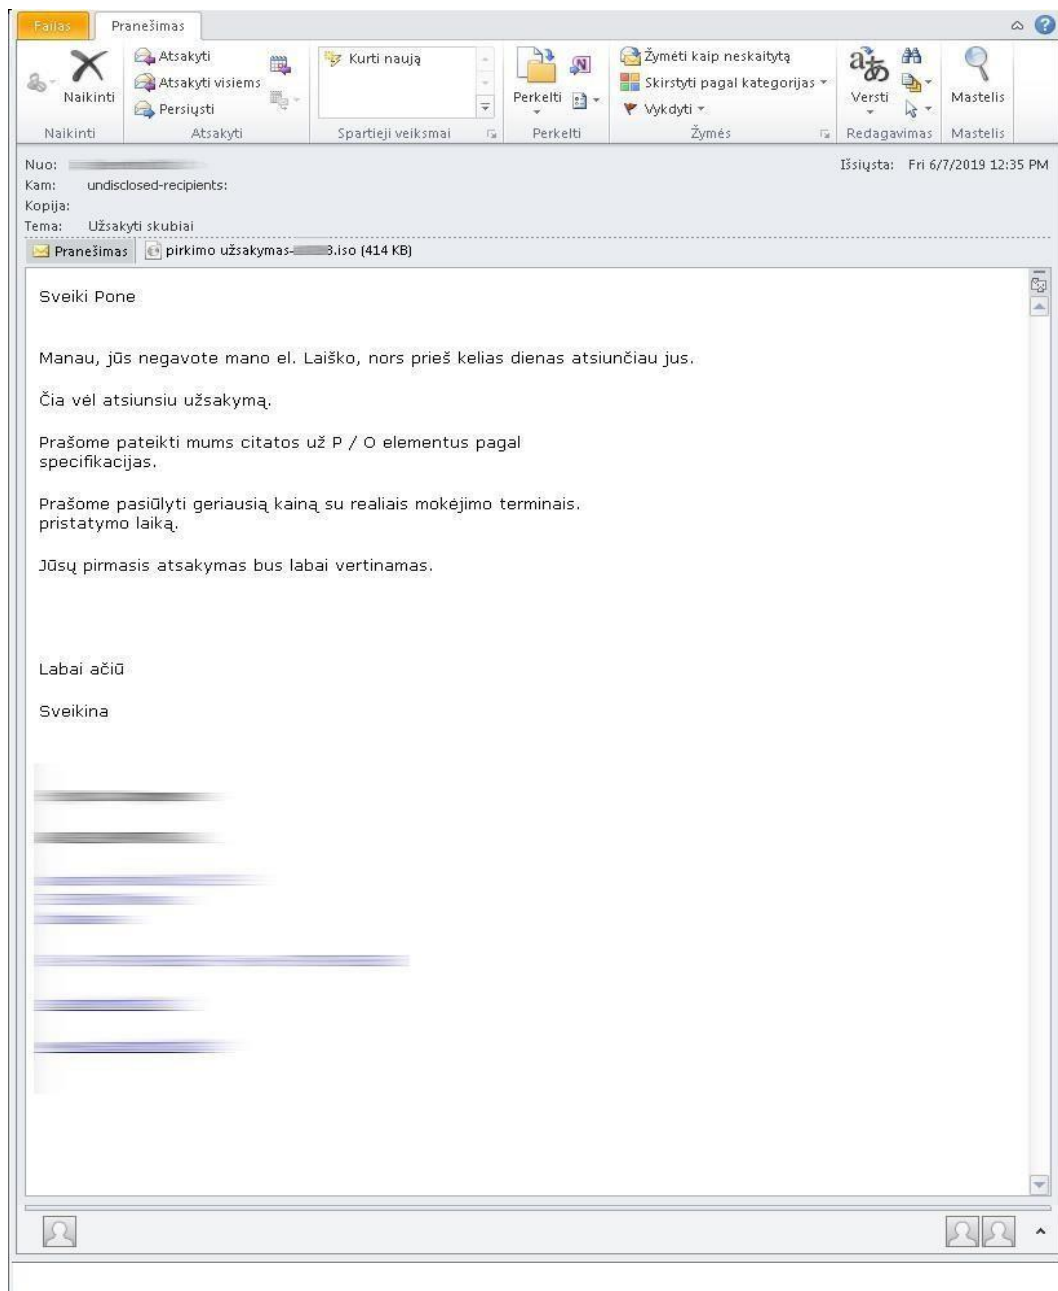 Failas Pranešimas
Naikinti
Atsakyti
Atsakyti visiems
Persiųsti
Kurti naują
Perkelti
Žymėti kaip neskaitytą
Skirstyti pagal kategorijas
Vykdyti
Versti
Mastelis
Naikinti Atsakyti Spartieji veiksmai Perkelti Žymės Redagavimas Mastelis
Nuo: Išsiųsta: Fri 6/7/2019 12:35 PM
Kam: undisclosed-recipients:
Kopija:
Tema: Užsakyti skubiai
Pranešimas pirkimo užsakymas- 3.iso (414 KB)
Sveiki Pone
Manau, jūs negavote mano el. Laiško, nors prieš kelias dienas atsiunčiau jus.
Čia vėl atsiunsiu užsakymą.
Prašome pateikti mums citatos už P / O elementus pagal
specifikacijas.
Prašome pasiūlyti geriausią kainą su realiais mokėjimo terminais.
pristatymo laiką.
Jūsų pirmasis atsakymas bus labai vertinamas.
Labai ačiū
Sveikina